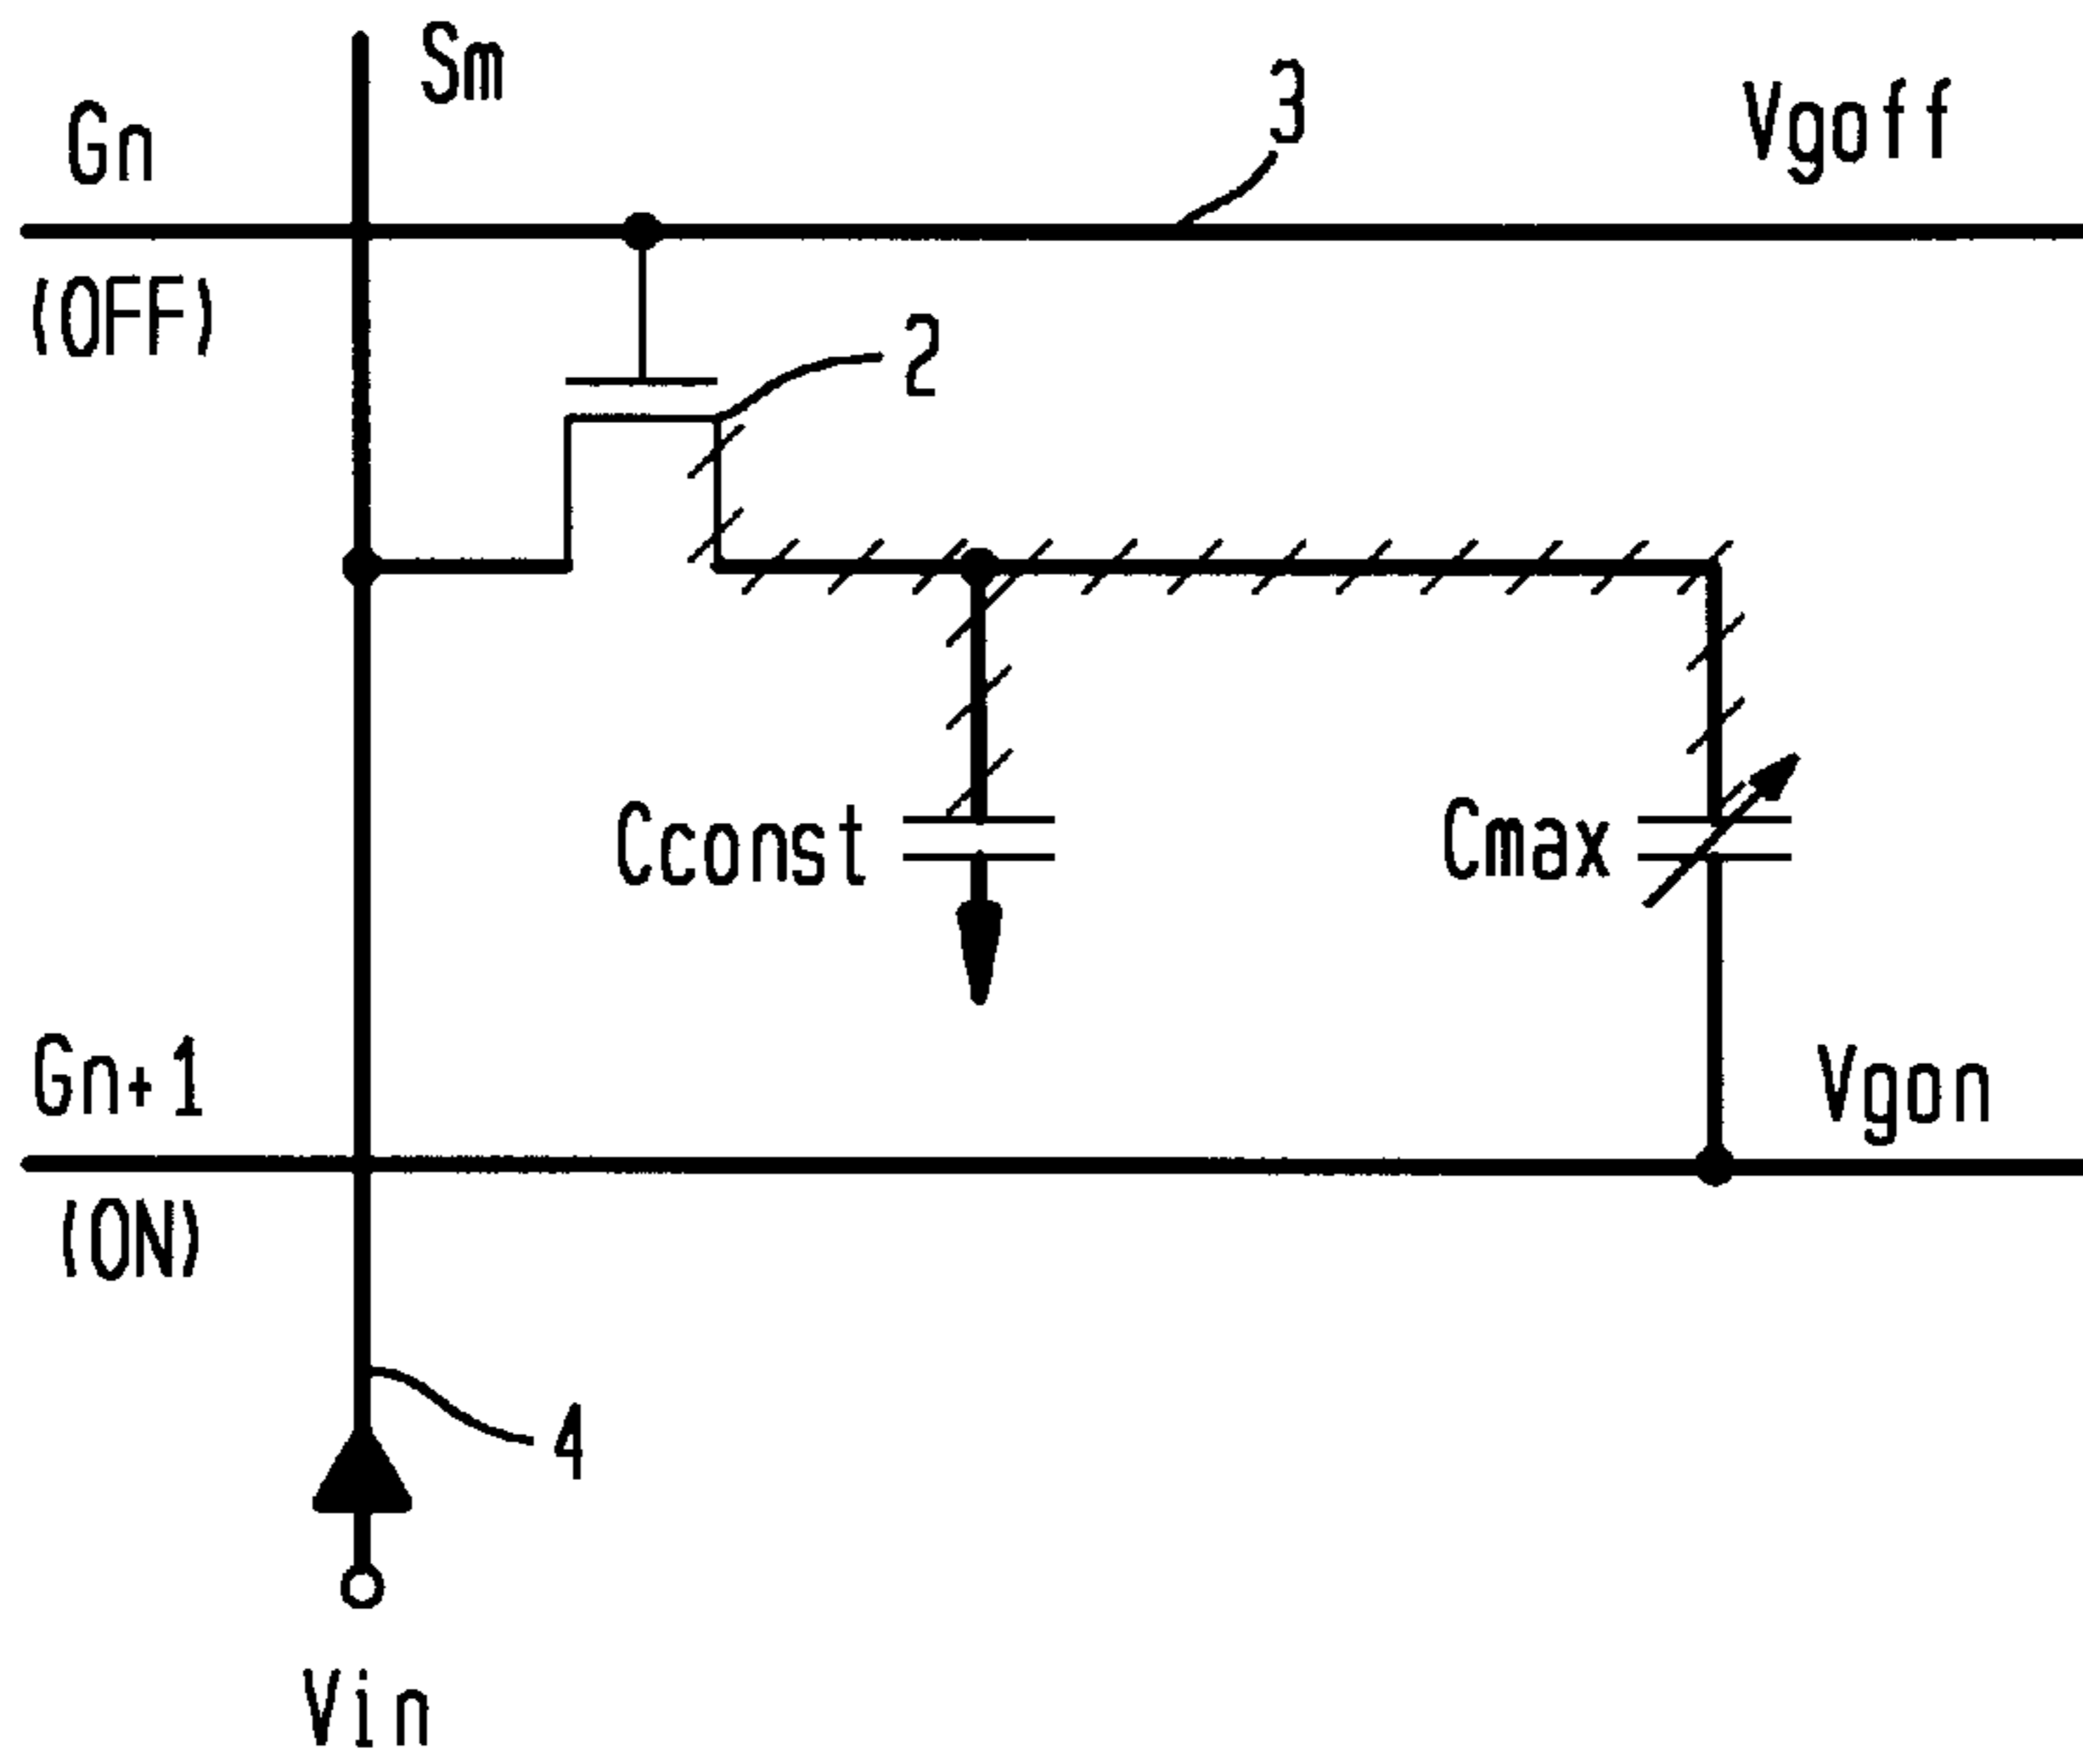 Sm
3
Vgoff
Gn
(OFF)
2
Cconst
Cmax
Gn+1
Vgon
(ON)
4
Vin